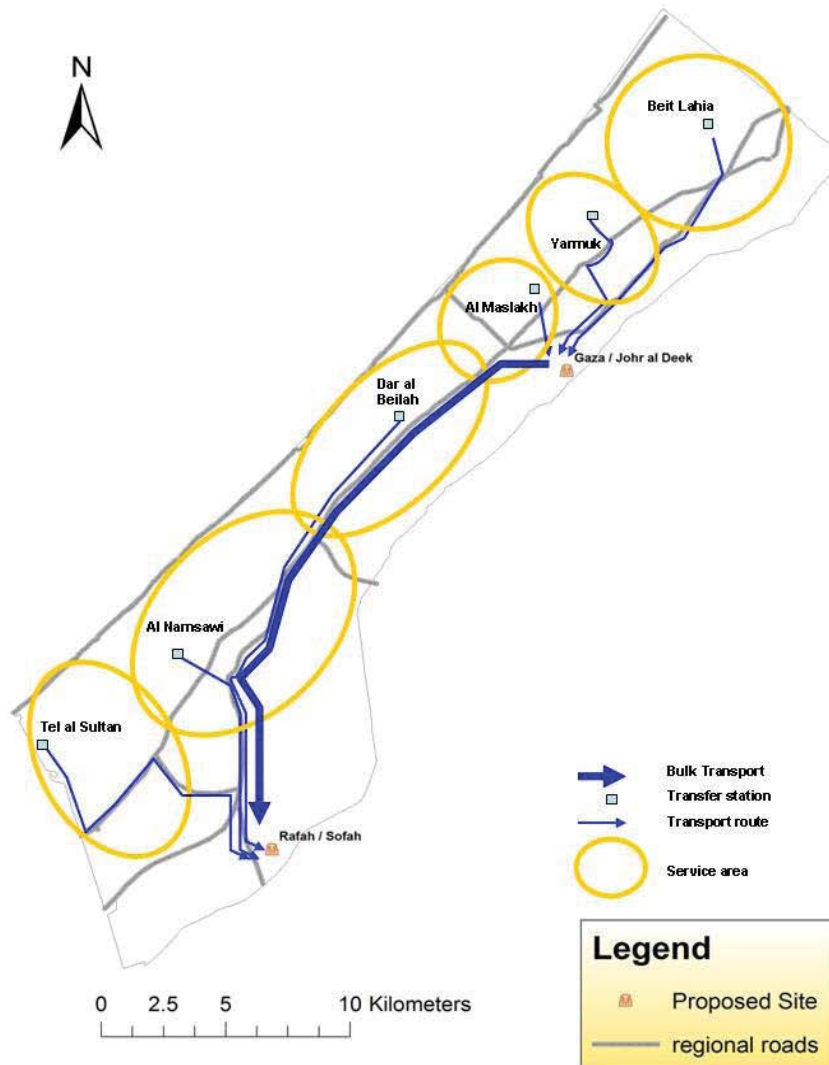 N
Beit Lahia
Yarmuk
Al Maslakh
Gaza / Johr al Deek
Dar al
Beilah
Al Namsawi
Tel al Sultan
Rafah / Sofah
Bulk Transport
Transfer station
Transport route
Service area
Legend
Proposed Site
regional roads
0 2.5 5 10 Kilometers